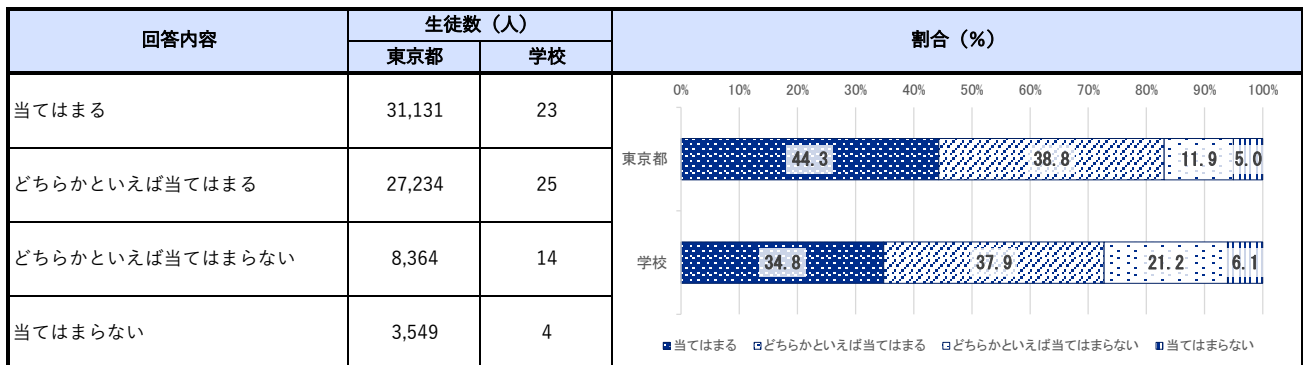 回答内容 生徒数（人） 割合（%）
東京都 学校
当てはまる 31,131 23
どちらかといえば当てはまる 27,234 25
どちらかといえば当てはまらない 8,364 14
当てはまらない 3,549 4
0% 10% 20% 30% 40% 50% 60% 70% 80% 90% 100%
東京都 44.3 38.8 11.9 5.0
学校 34.8 37.9 21.2 6.1
当てはまる どちらかといえば当てはまる どちらかといえば当てはまらない 当てはまらない